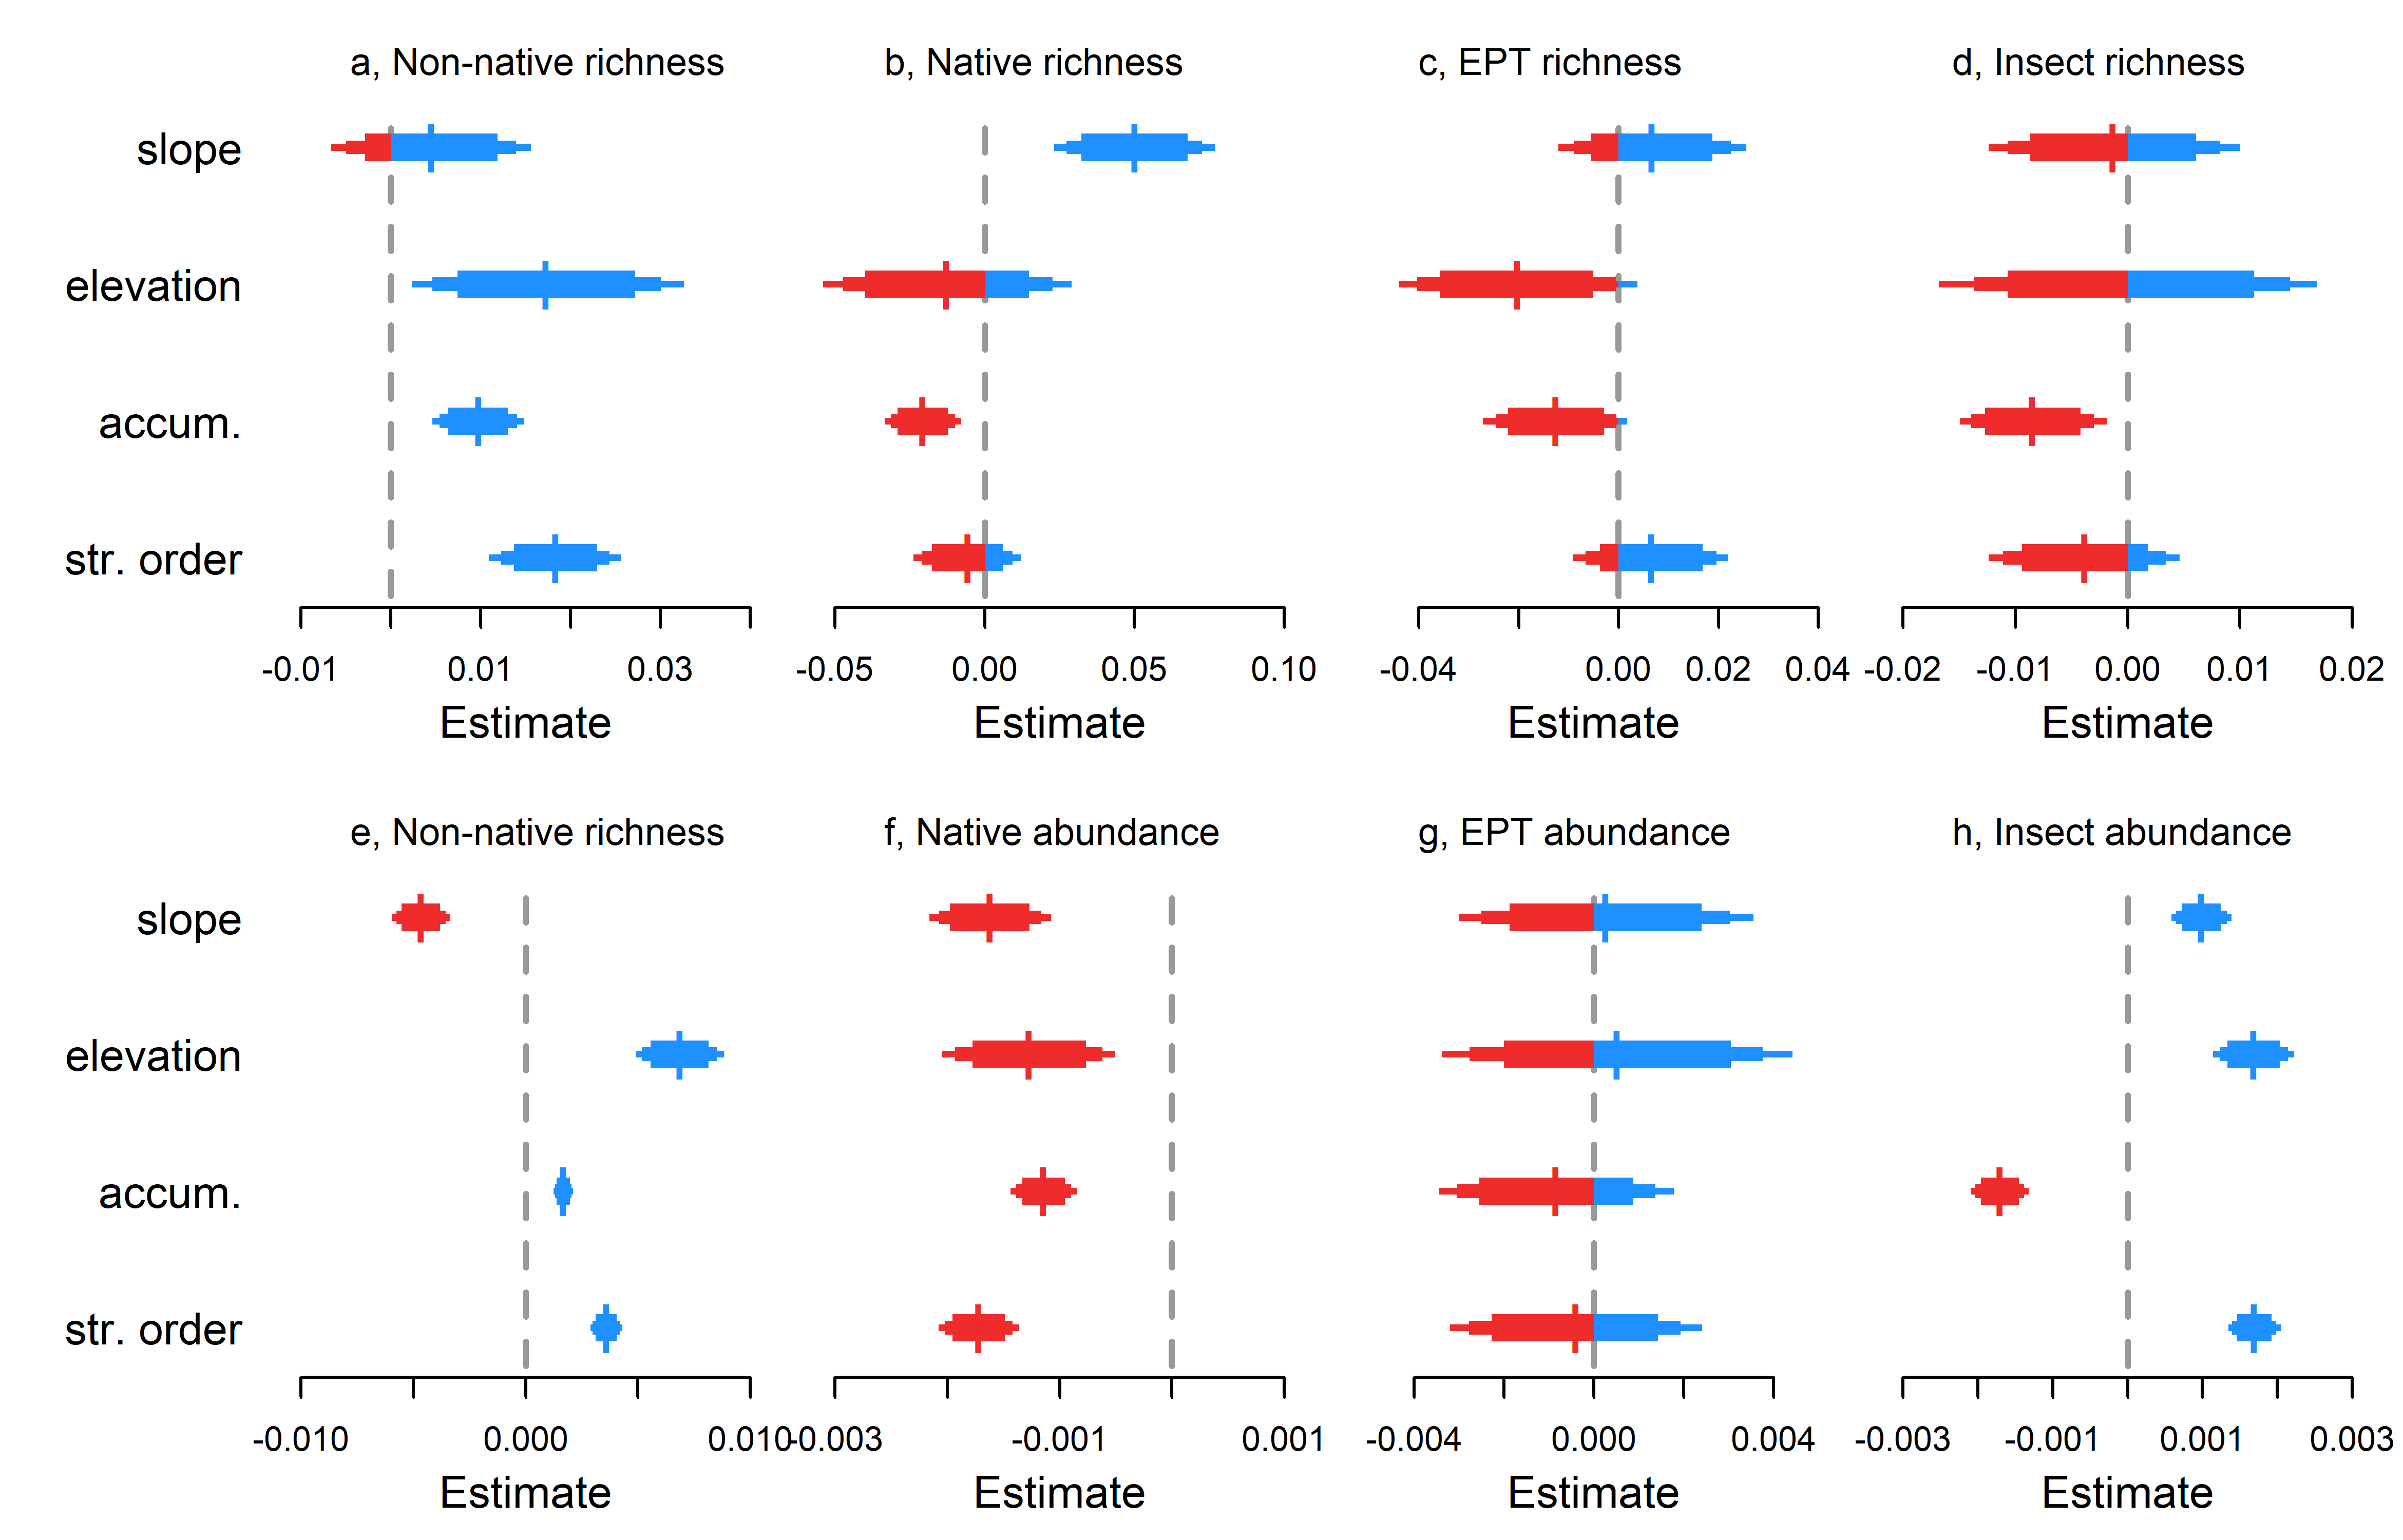 a, Non-native richness
b, Native richness
c, EPT richness
d, Insect richness
slope
elevation
accum.
str. order
-0.01 0.01 0.03
-0.05 0.00 0.05 0.10
-0.04 0.00 0.02 0.04
-0.02 -0.01 0.00 0.01 0.02
Estimate
Estimate
Estimate
Estimate
e, Non-native richness
f, Native abundance
g, EPT abundance
h, Insect abundance
slope
elevation
accum.
str. order
-0.010 0.000 0.010
-0.003 -0.001 0.001
-0.004 0.000 0.004
-0.003 -0.001 0.001 0.003
Estimate
Estimate
Estimate
Estimate